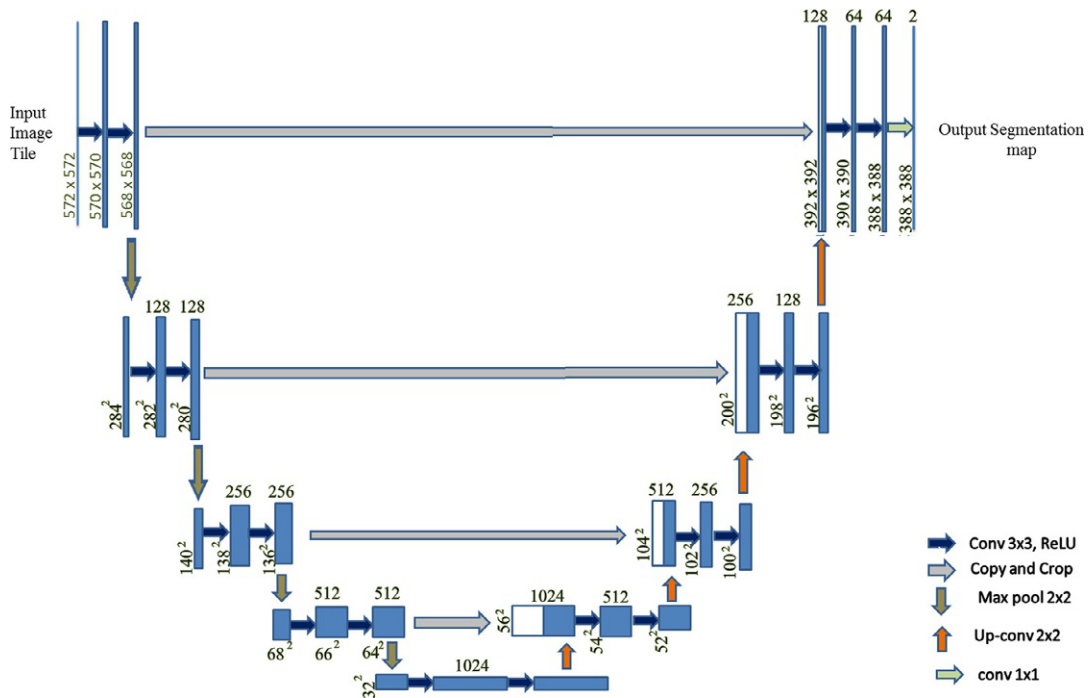 128 64 64 2
Input
Image
Tile
572 x 572
570 x 570
568 x 568
392 x 392
390 x 390
388 x 388
388 x 388
Output Segmentation
map
128 128
284²
282²
280²
256 128
200²
198²
196²
256 256
140²
138²
136²
512 256
104²
102²
100²
512 512
68²
66²
64²
1024 512
56²
54²
52²
32²
1024
Conv 3x3, ReLU
Copy and Crop
Max pool 2x2
Up-conv 2x2
conv 1x1